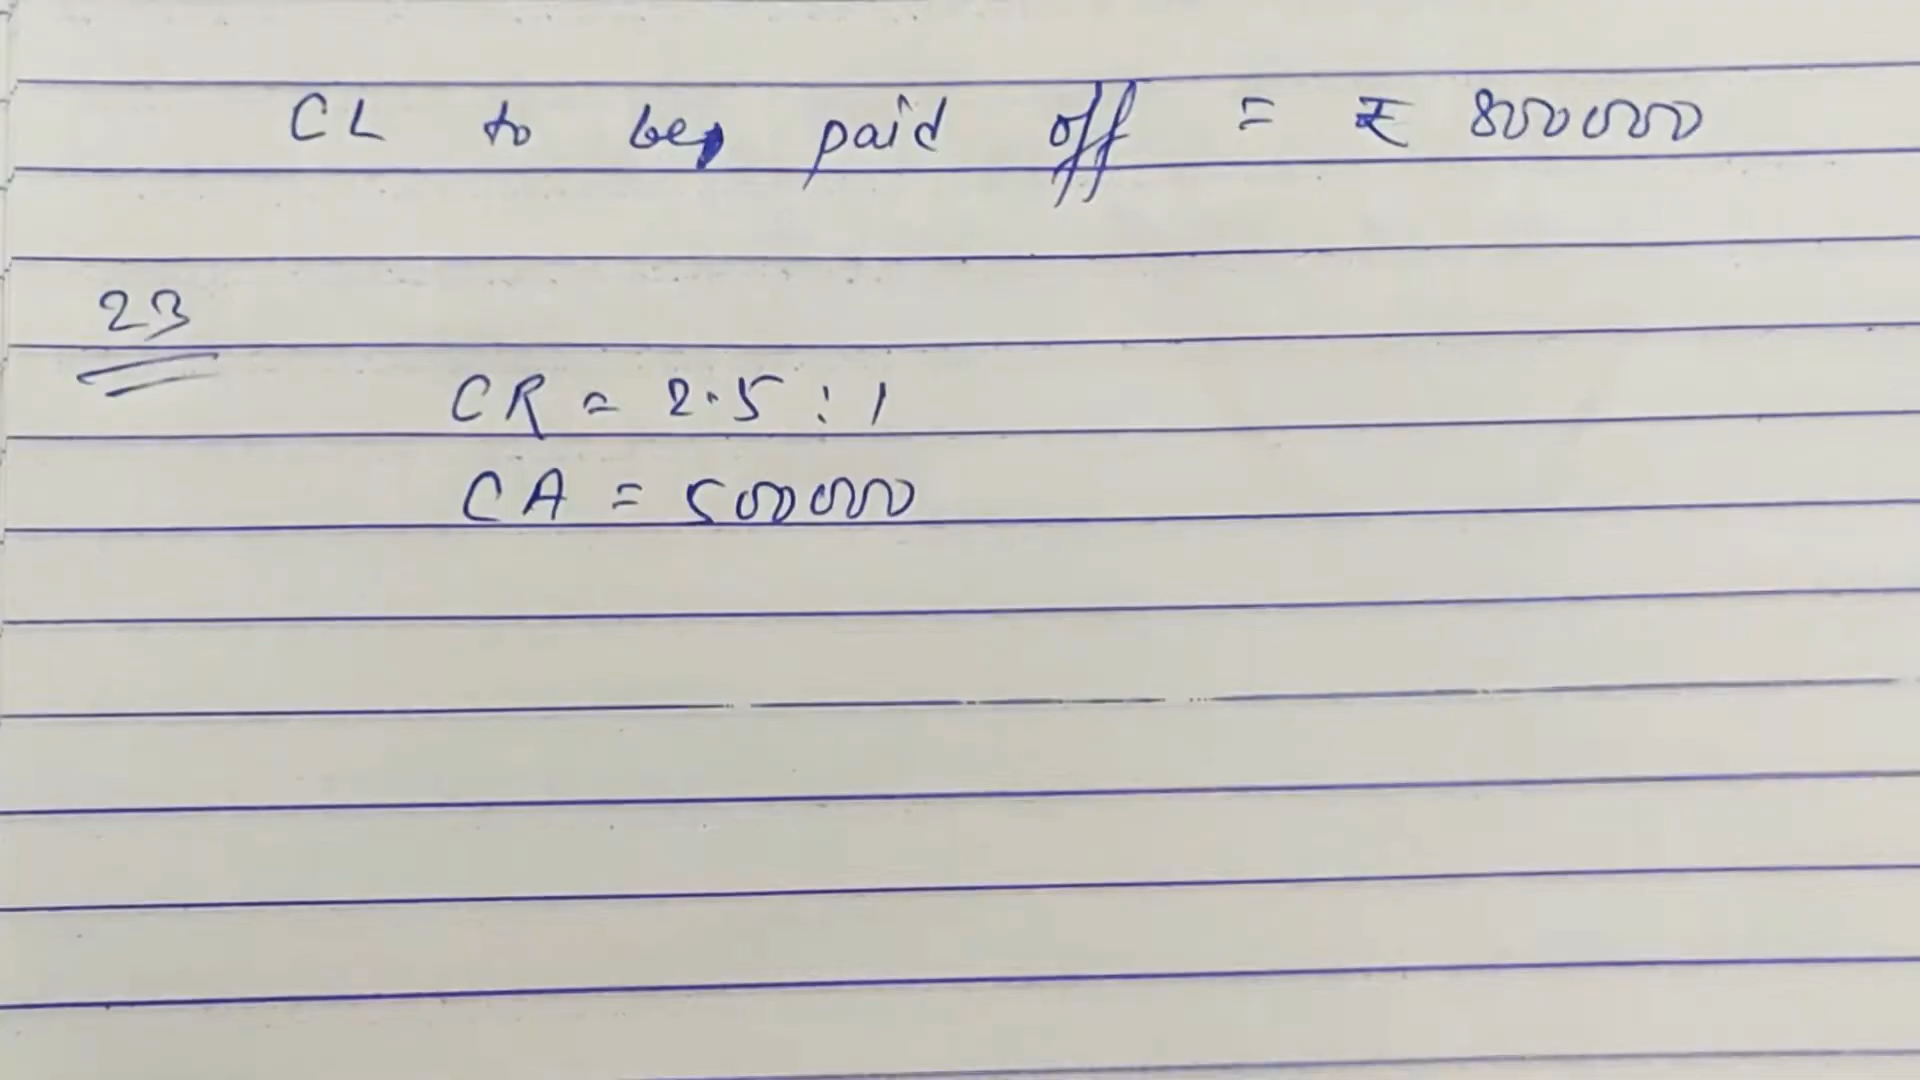 CL to be, paid off = ₹ 800000
23
CR = 2.5 : 1
CA = 500000